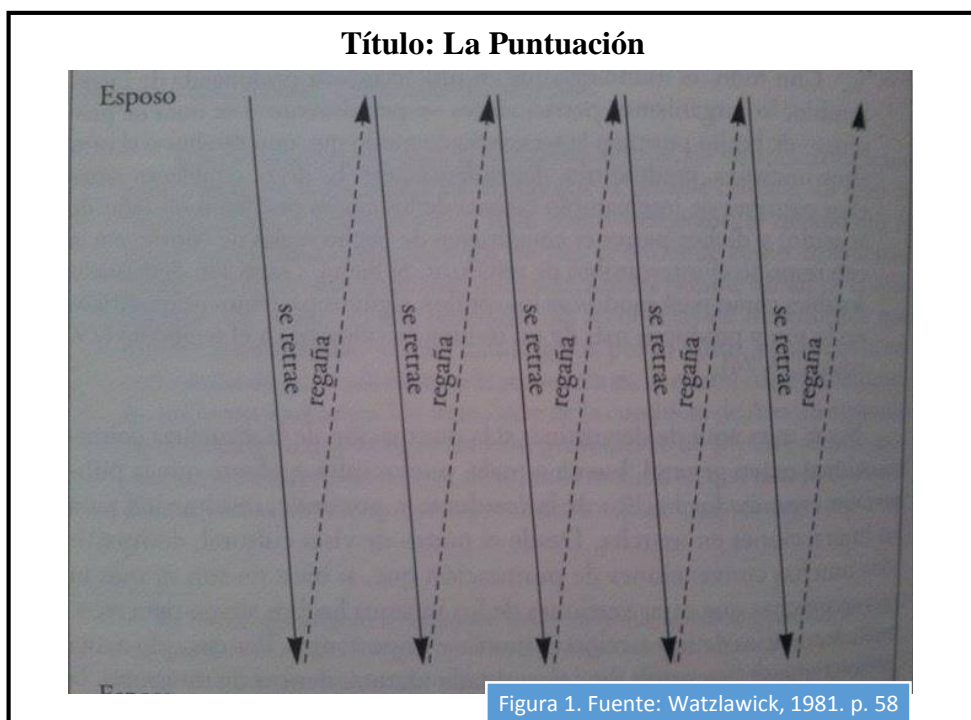 Título: La Puntuación
Esposo
se retrae
regaña
se retrae
regaña
se retrae
regaña
se retrae
regaña
se retrae
regaña
Figura 1. Fuente: Watzlawick, 1981. p. 58